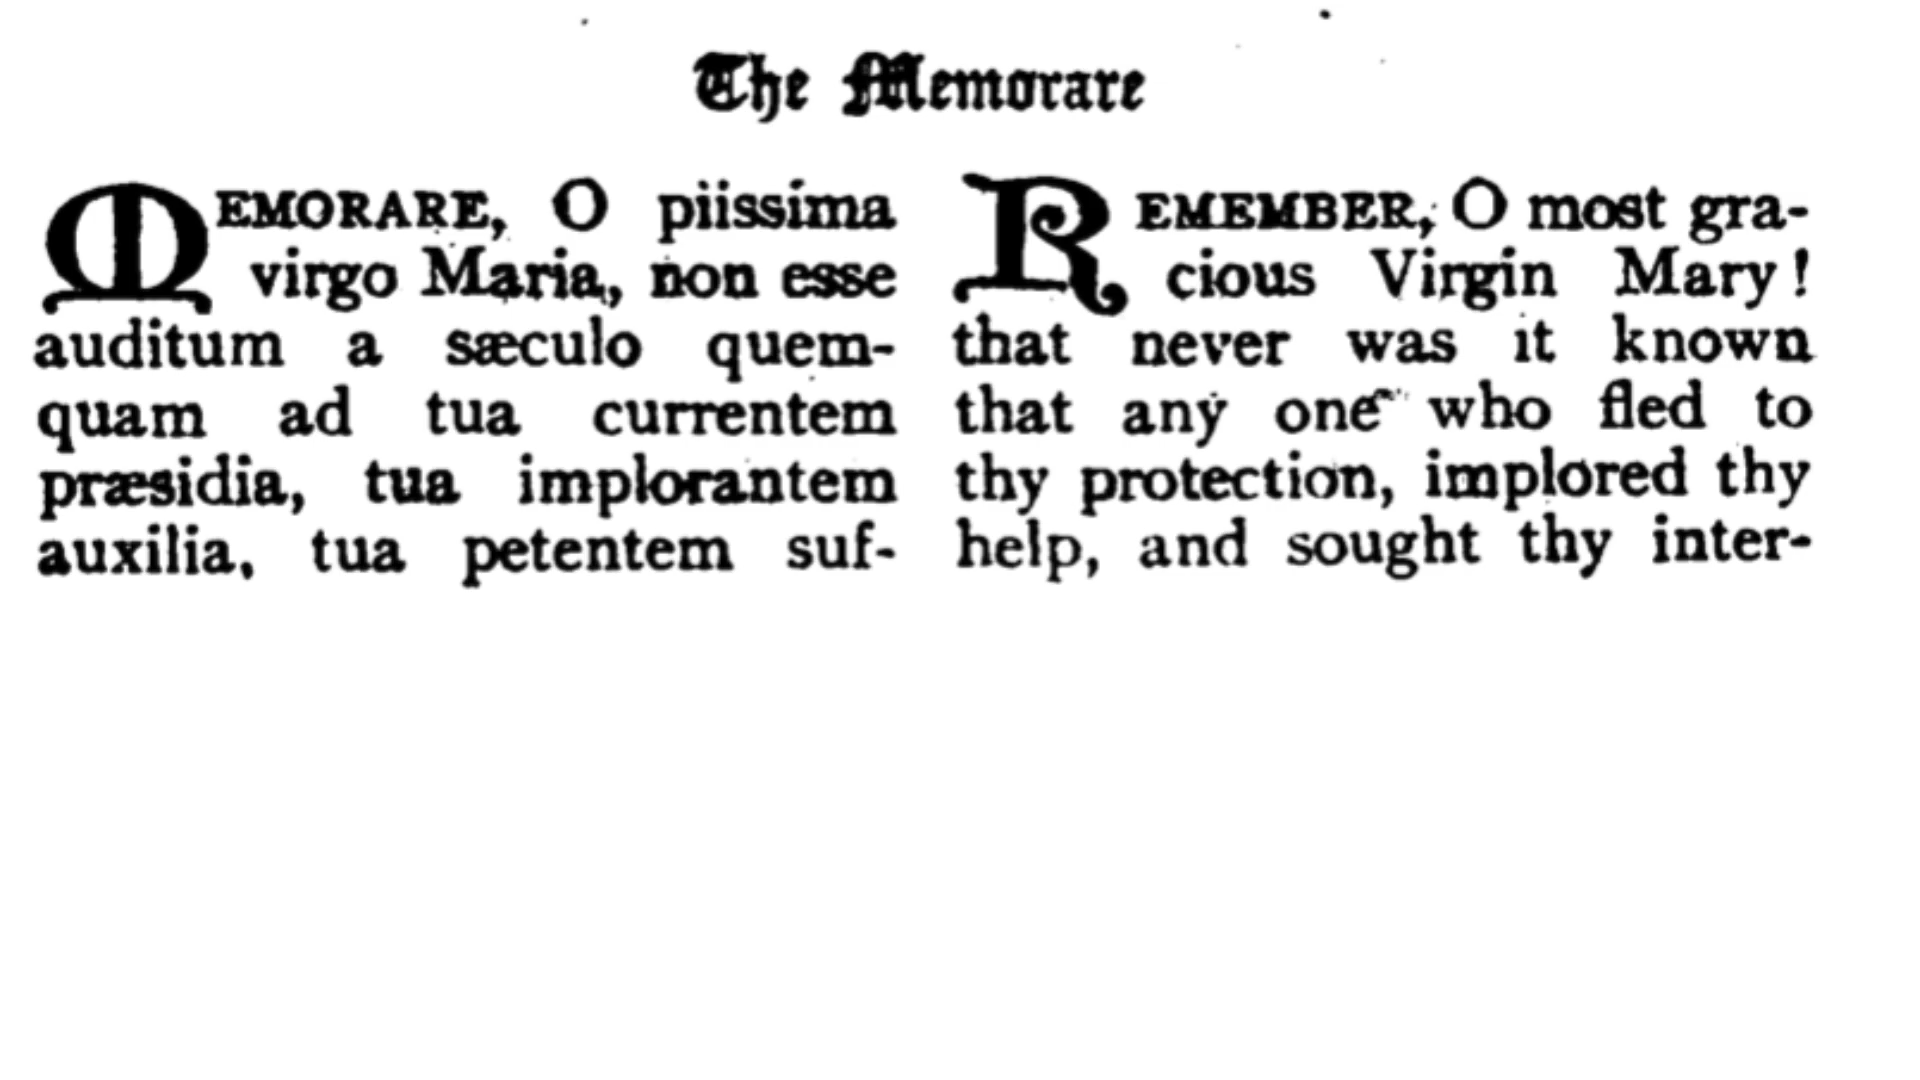 The Memorare
MEMORARE, O piissima
virgo Maria, non esse
auditum a sæculo quem-
quam ad tua currentem
præsidia, tua implorantem
auxilia, tua petentem suf-
REMEMBER, O most gra-
cious Virgin Mary!
that never was it known
that any one who fled to
thy protection, implored thy
help, and sought thy inter-